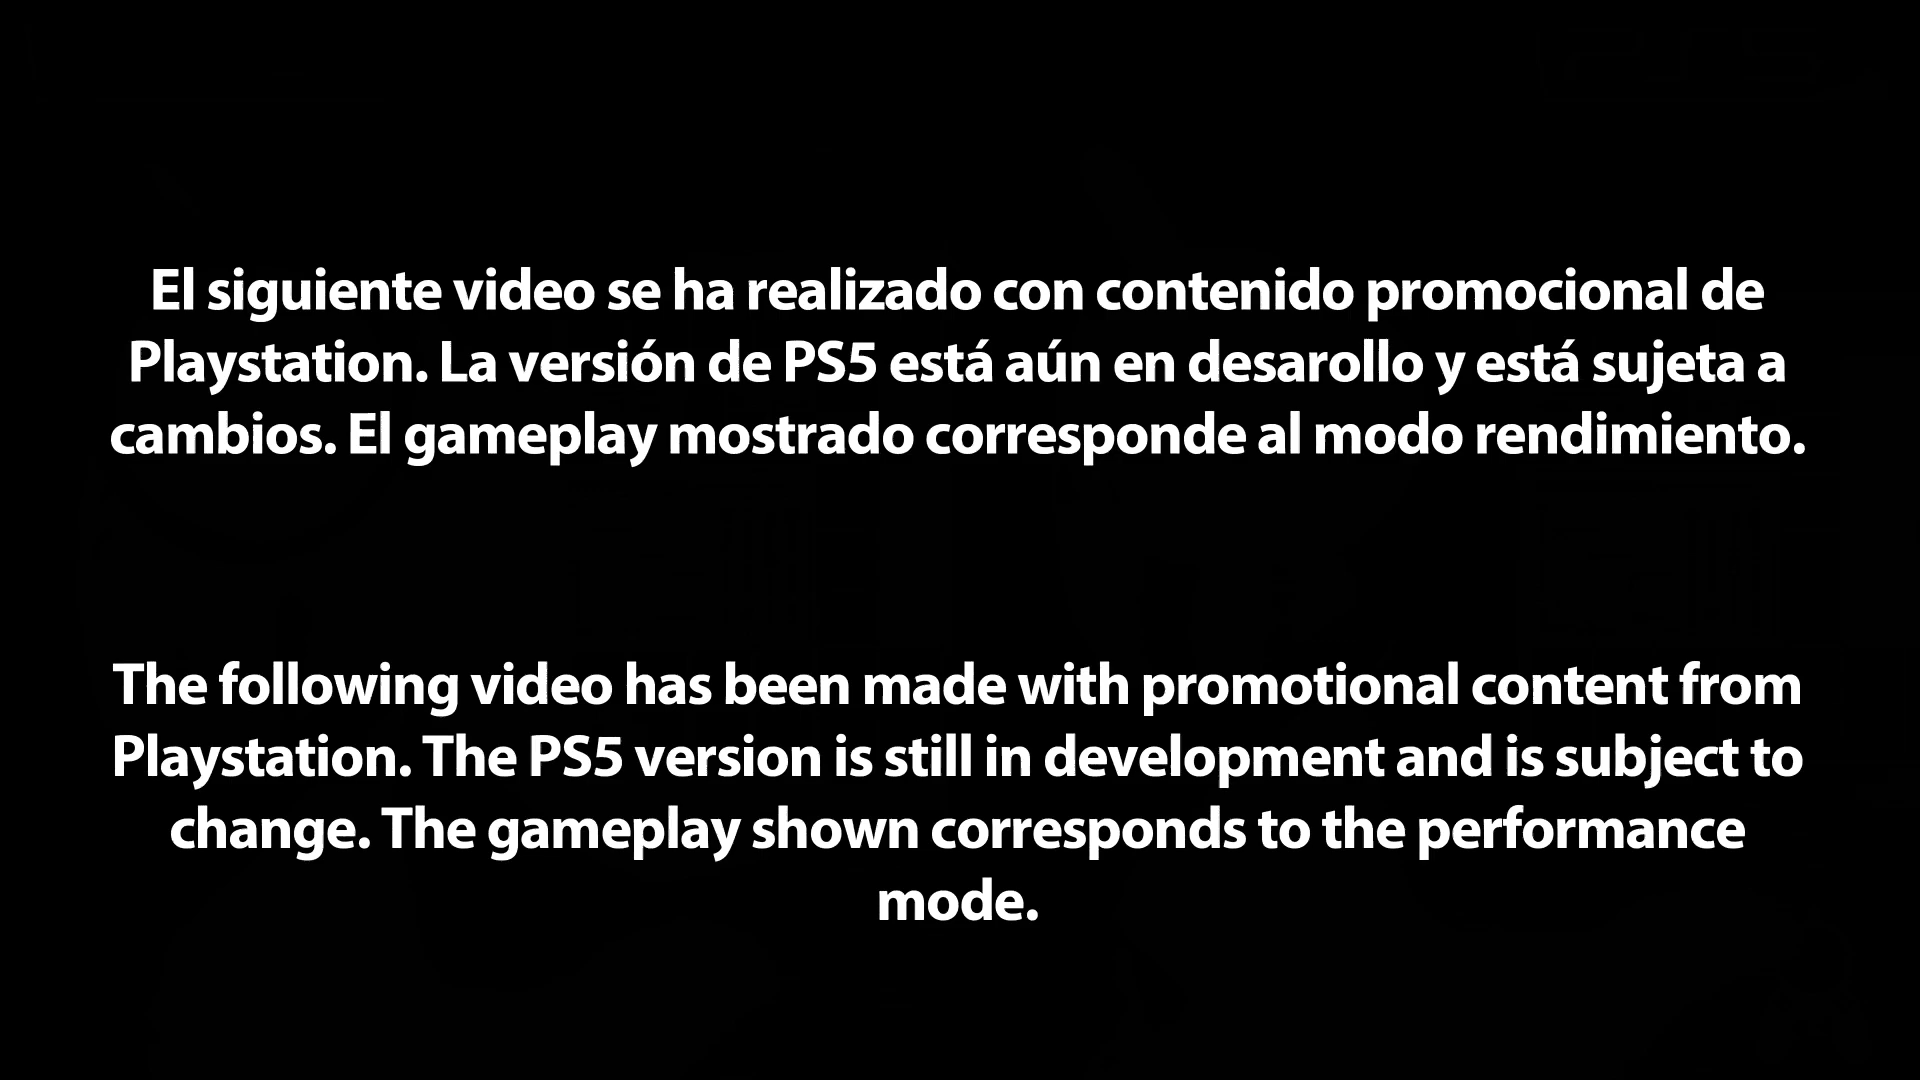 El siguiente video se ha realizado con contenido promocional de
Playstation. La versión de PS5 está aún en desarollo y está sujeta a
cambios. El gameplay mostrado corresponde al modo rendimiento.
The following video has been made with promotional content from
Playstation. The PS5 version is still in development and is subject to
change. The gameplay shown corresponds to the performance
mode.